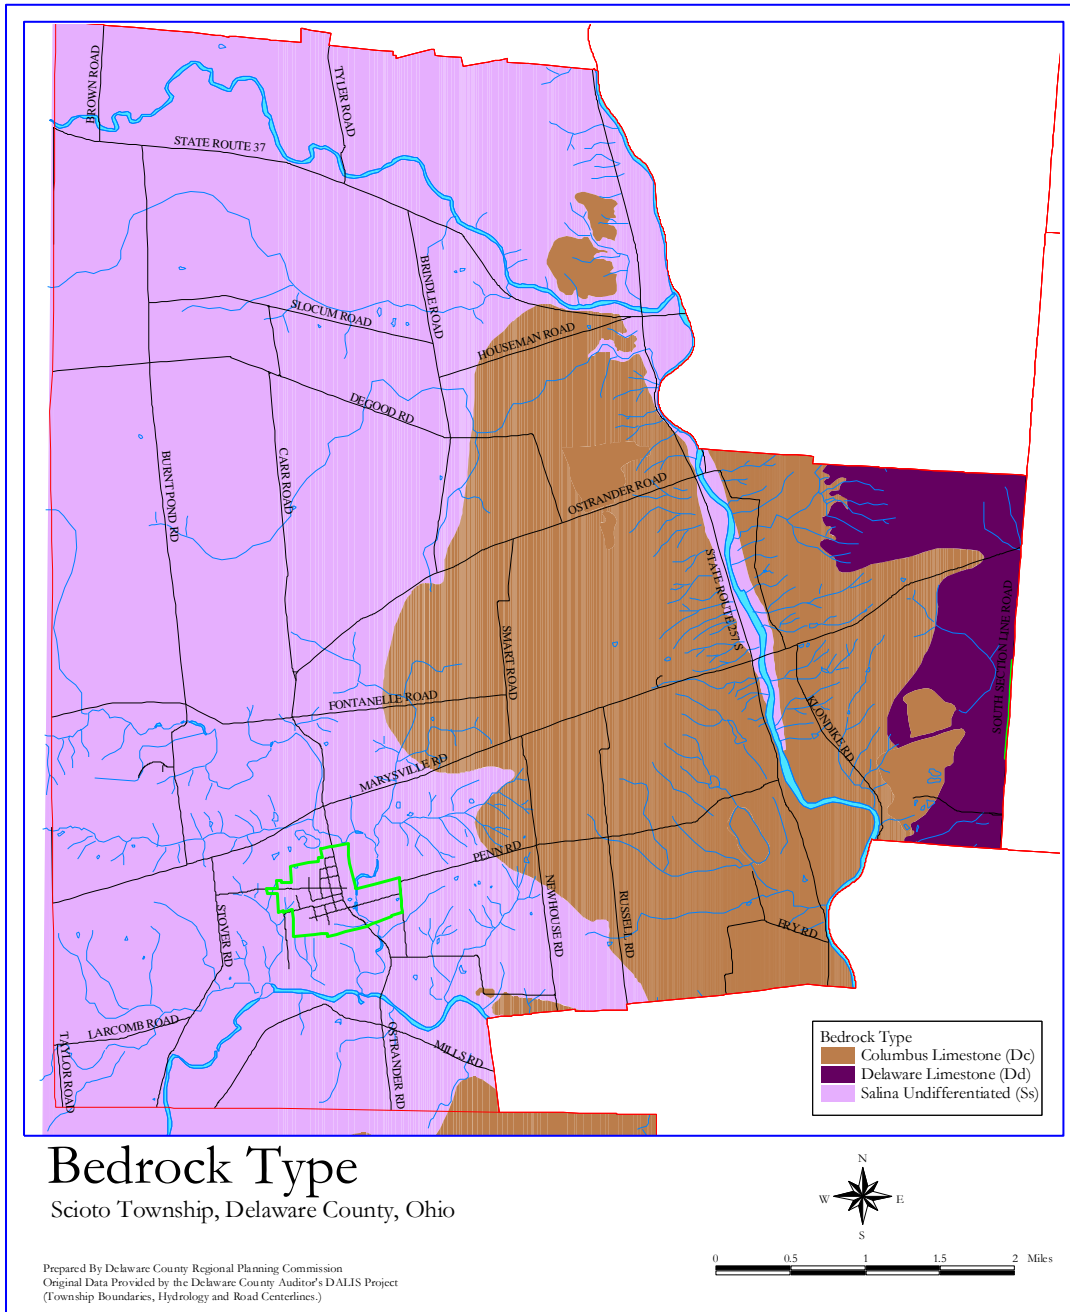 BROWN ROAD
TYLER ROAD
STATE ROUTE 37
BRINDLE ROAD
SLOCUM ROAD
HOUSEMAN ROAD
DEGOOD RD
BURNT POND RD
CARR ROAD
OSTRANDER ROAD
STATE ROUTE 257 S
SOUTH SECTION LINE ROAD
SMART ROAD
FONTANELLE ROAD
KLONDIKE RD
MARYSVILLE RD
PENN RD
NEWHOUSE RD
RUSSELL RD
STOVER RD
FRY RD
LARCOMB ROAD
TAYLOR ROAD
OSTRANDER RD
MILLS RD
Bedrock Type
Columbus Limestone (Dc)
Delaware Limestone (Dd)
Salina Undifferentiated (Ss)
Bedrock Type
Scioto Township, Delaware County, Ohio
N
W E
S
0 0.5 1 1.5 2 Miles
Prepared By Delaware County Regional Planning Commission
Original Data Provided by the Delaware County Auditor's DALIS Project
(Township Boundaries, Hydrology and Road Centerlines.)